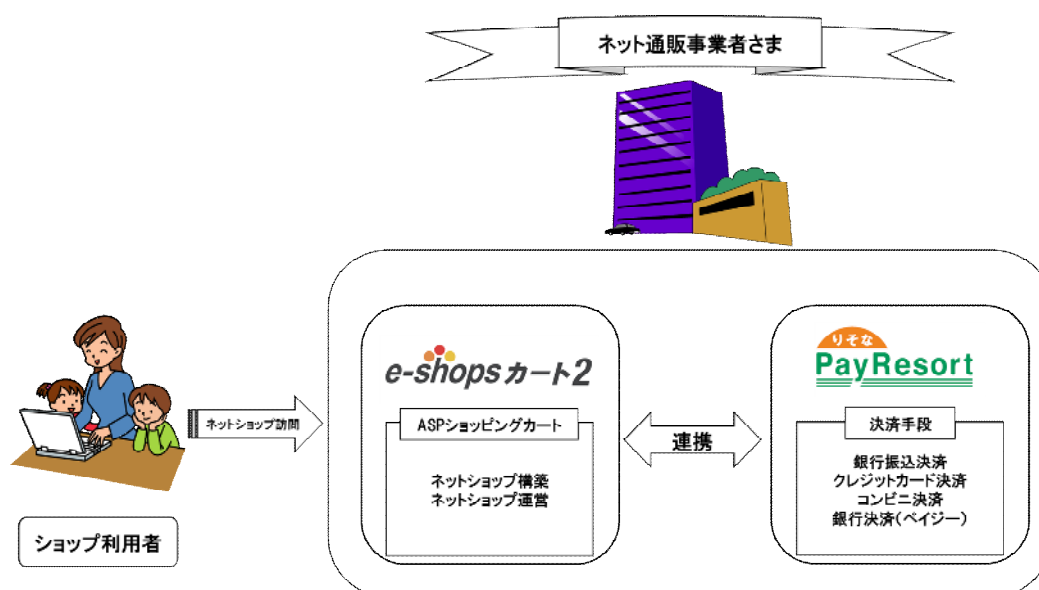 ネット通販事業者さま
e-shopsカート2
ASPショッピングカート
ネットショップ構築
ネットショップ運営
ネットショップ訪問
ショップ利用者
連携
りそな
PayResort
決済手段
銀行振込決済
クレジットカード決済
コンビニ決済
銀行決済(ペイジー)